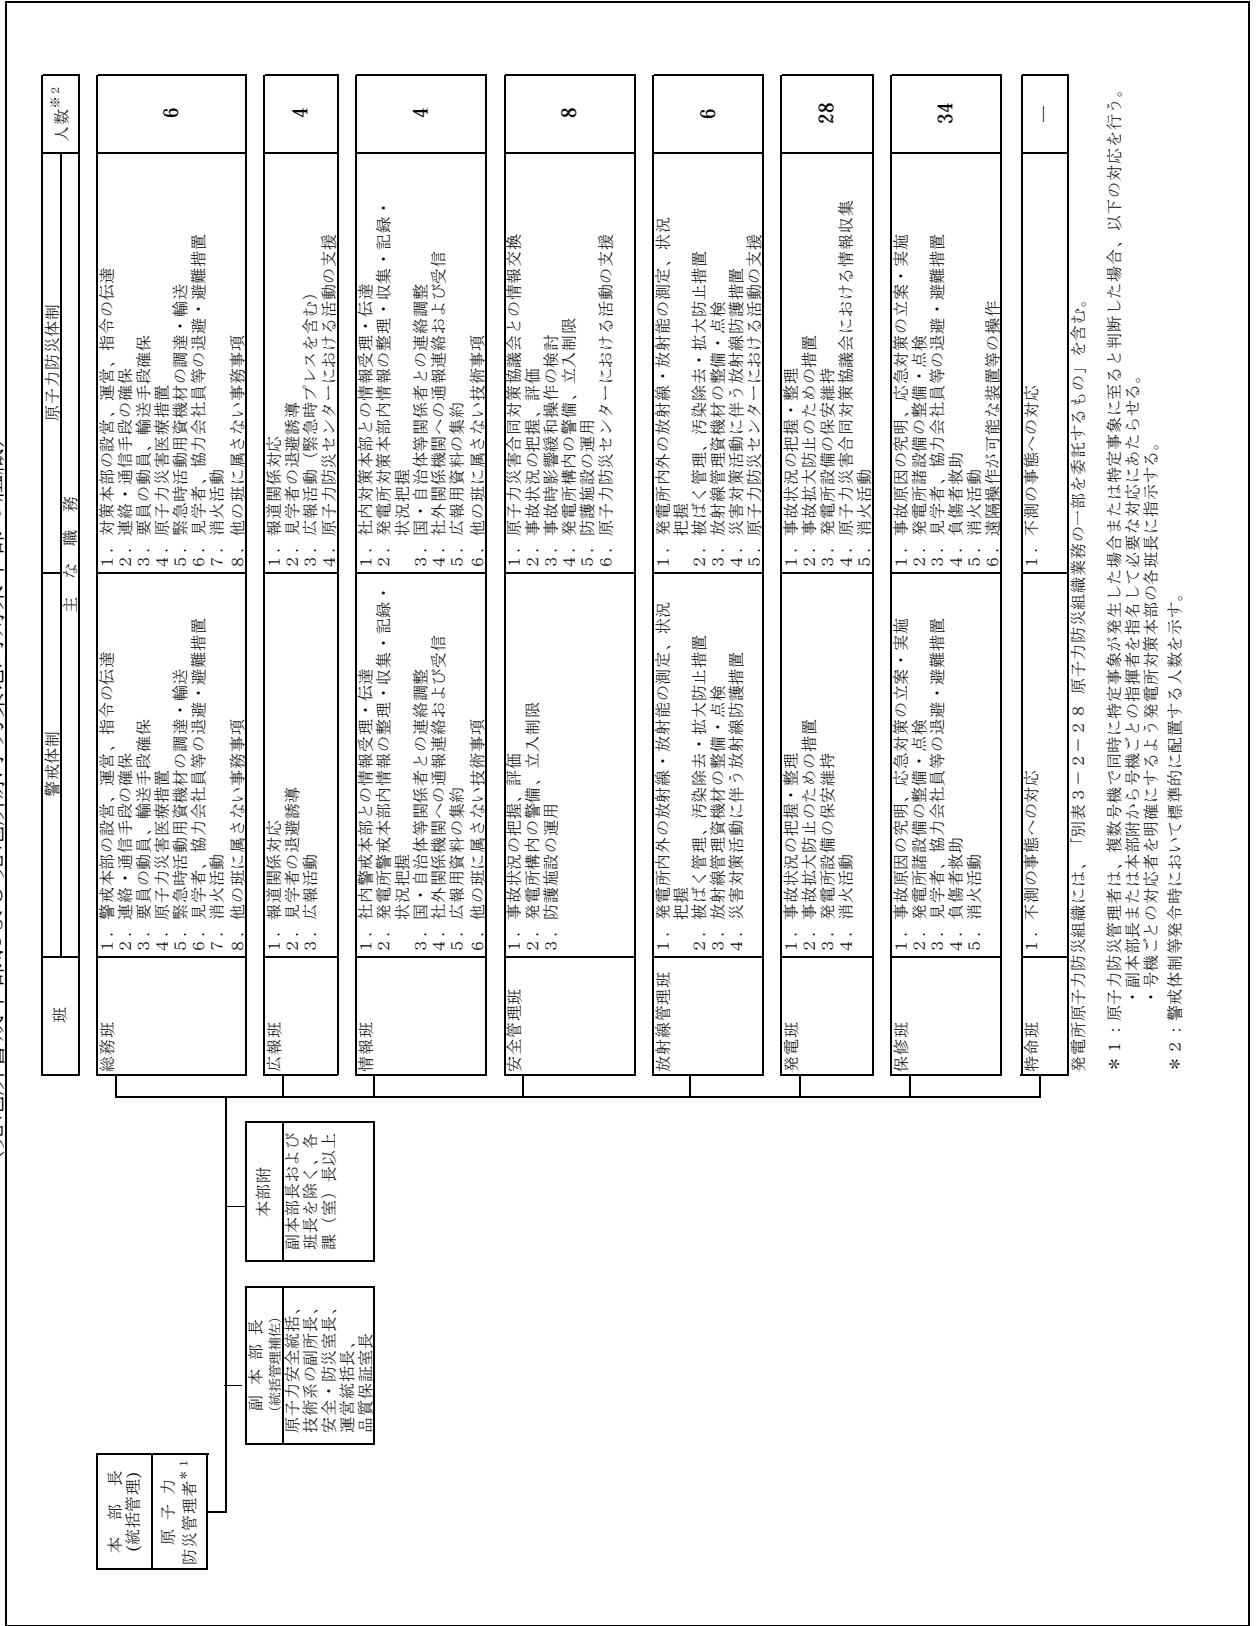 本　部　長
(統括管理)
原　子　力
防災管理者*1
副　本　部　長
(統括管理補佐)
原子力安全統括、
技術系の副所長、
安全・防災室長、
運営統括長、
品質保証室長
本部附
副本部長および
班長を除く、各
課（室）長以上
班
主　な　職　務
警戒体制
原子力防災体制
人数※2
総務班
1．警戒本部の設営、運営、指令の伝達
2．連絡・通信手段の確保
3．要員の動員、輸送手段確保
4．原子力災害医療措置
5．緊急時活動用資機材の調達・輸送
6．見学者、協力会社員等の退避・避難措置
7．消火活動
8．他の班に属さない事務事項
1．対策本部の設営、運営、指令の伝達
2．連絡・通信手段の確保
3．要員の動員、輸送手段確保
4．原子力災害医療措置
5．緊急時活動用資機材の調達・輸送
6．見学者、協力会社員等の退避・避難措置
7．消火活動
8．他の班に属さない事務事項
6
広報班
1．報道関係対応
2．見学者の退避誘導
3．広報活動
1．報道関係対応
2．見学者の退避誘導
3．広報活動（緊急時プレスを含む）
4．原子力防災センターにおける活動の支援
4
情報班
1．社内警戒本部との情報受理・伝達
2．発電所警戒本部内情報の整理・収集・記録・
状況把握
3．国・自治体等関係者との連絡調整
4．社外関係機関への通報連絡および受信
5．広報用資料の集約
6．他の班に属さない技術事項
1．社内対策本部との情報受理・伝達
2．発電所対策本部内情報の整理・収集・記録・
状況把握
3．国・自治体等関係者との連絡調整
4．社外関係機関への通報連絡および受信
5．広報用資料の集約
6．他の班に属さない技術事項
4
安全管理班
1．事故状況の把握、評価
2．発電所構内の警備、立入制限
3．防護施設の運用
1．原子力災害合同対策協議会との情報交換
2．事故状況の把握、評価
3．事故時影響緩和操作の検討
4．発電所構内の警備、立入制限
5．防護施設の運用
6．原子力防災センターにおける活動の支援
8
放射線管理班
1．発電所内外の放射線・放射能の測定、状況
把握
2．被ばく管理、汚染除去・拡大防止措置
3．放射線管理資機材の整備・点検
4．災害対策活動に伴う放射線防護措置
1．発電所内外の放射線・放射能の測定、状況
把握
2．被ばく管理、汚染除去・拡大防止措置
3．放射線管理資機材の整備・点検
4．災害対策活動に伴う放射線防護措置
5．原子力防災センターにおける活動の支援
6
発電班
1．事故状況の把握・整理
2．事故拡大防止のための措置
3．発電所設備の保安維持
4．消火活動
1．事故状況の把握・整理
2．事故拡大防止のための措置
3．発電所設備の保安維持
4．原子力災害合同対策協議会における情報収集
5．消火活動
28
保修班
1．事故原因の究明、応急対策の立案・実施
2．発電所諸設備の整備・点検
3．見学者、協力会社員等の退避・避難措置
4．負傷者救助
5．消火活動
1．事故原因の究明、応急対策の立案・実施
2．発電所諸設備の整備・点検
3．見学者、協力会社員等の退避・避難措置
4．負傷者救助
5．消火活動
6．遠隔操作が可能な装置等の操作
34
特命班
1．不測の事態への対応
1．不測の事態への対応
―
発電所原子力防災組織には、「別表３－２－２８　原子力防災組織業務の一部を委託するもの」を含む。
＊１：原子力防災管理者は、複数号機で同時に特定事象が発生した場合または特定事象に至ると判断した場合、以下の対応を行う。
・副本部長または本部附から号機ごとの指揮者を指名して必要な対応にあたらせる。
・号機ごとの対応者を明確にするよう発電所対策本部の各班長に指示する。
＊２：警戒体制等発令時において標準的に配置する人数を示す。